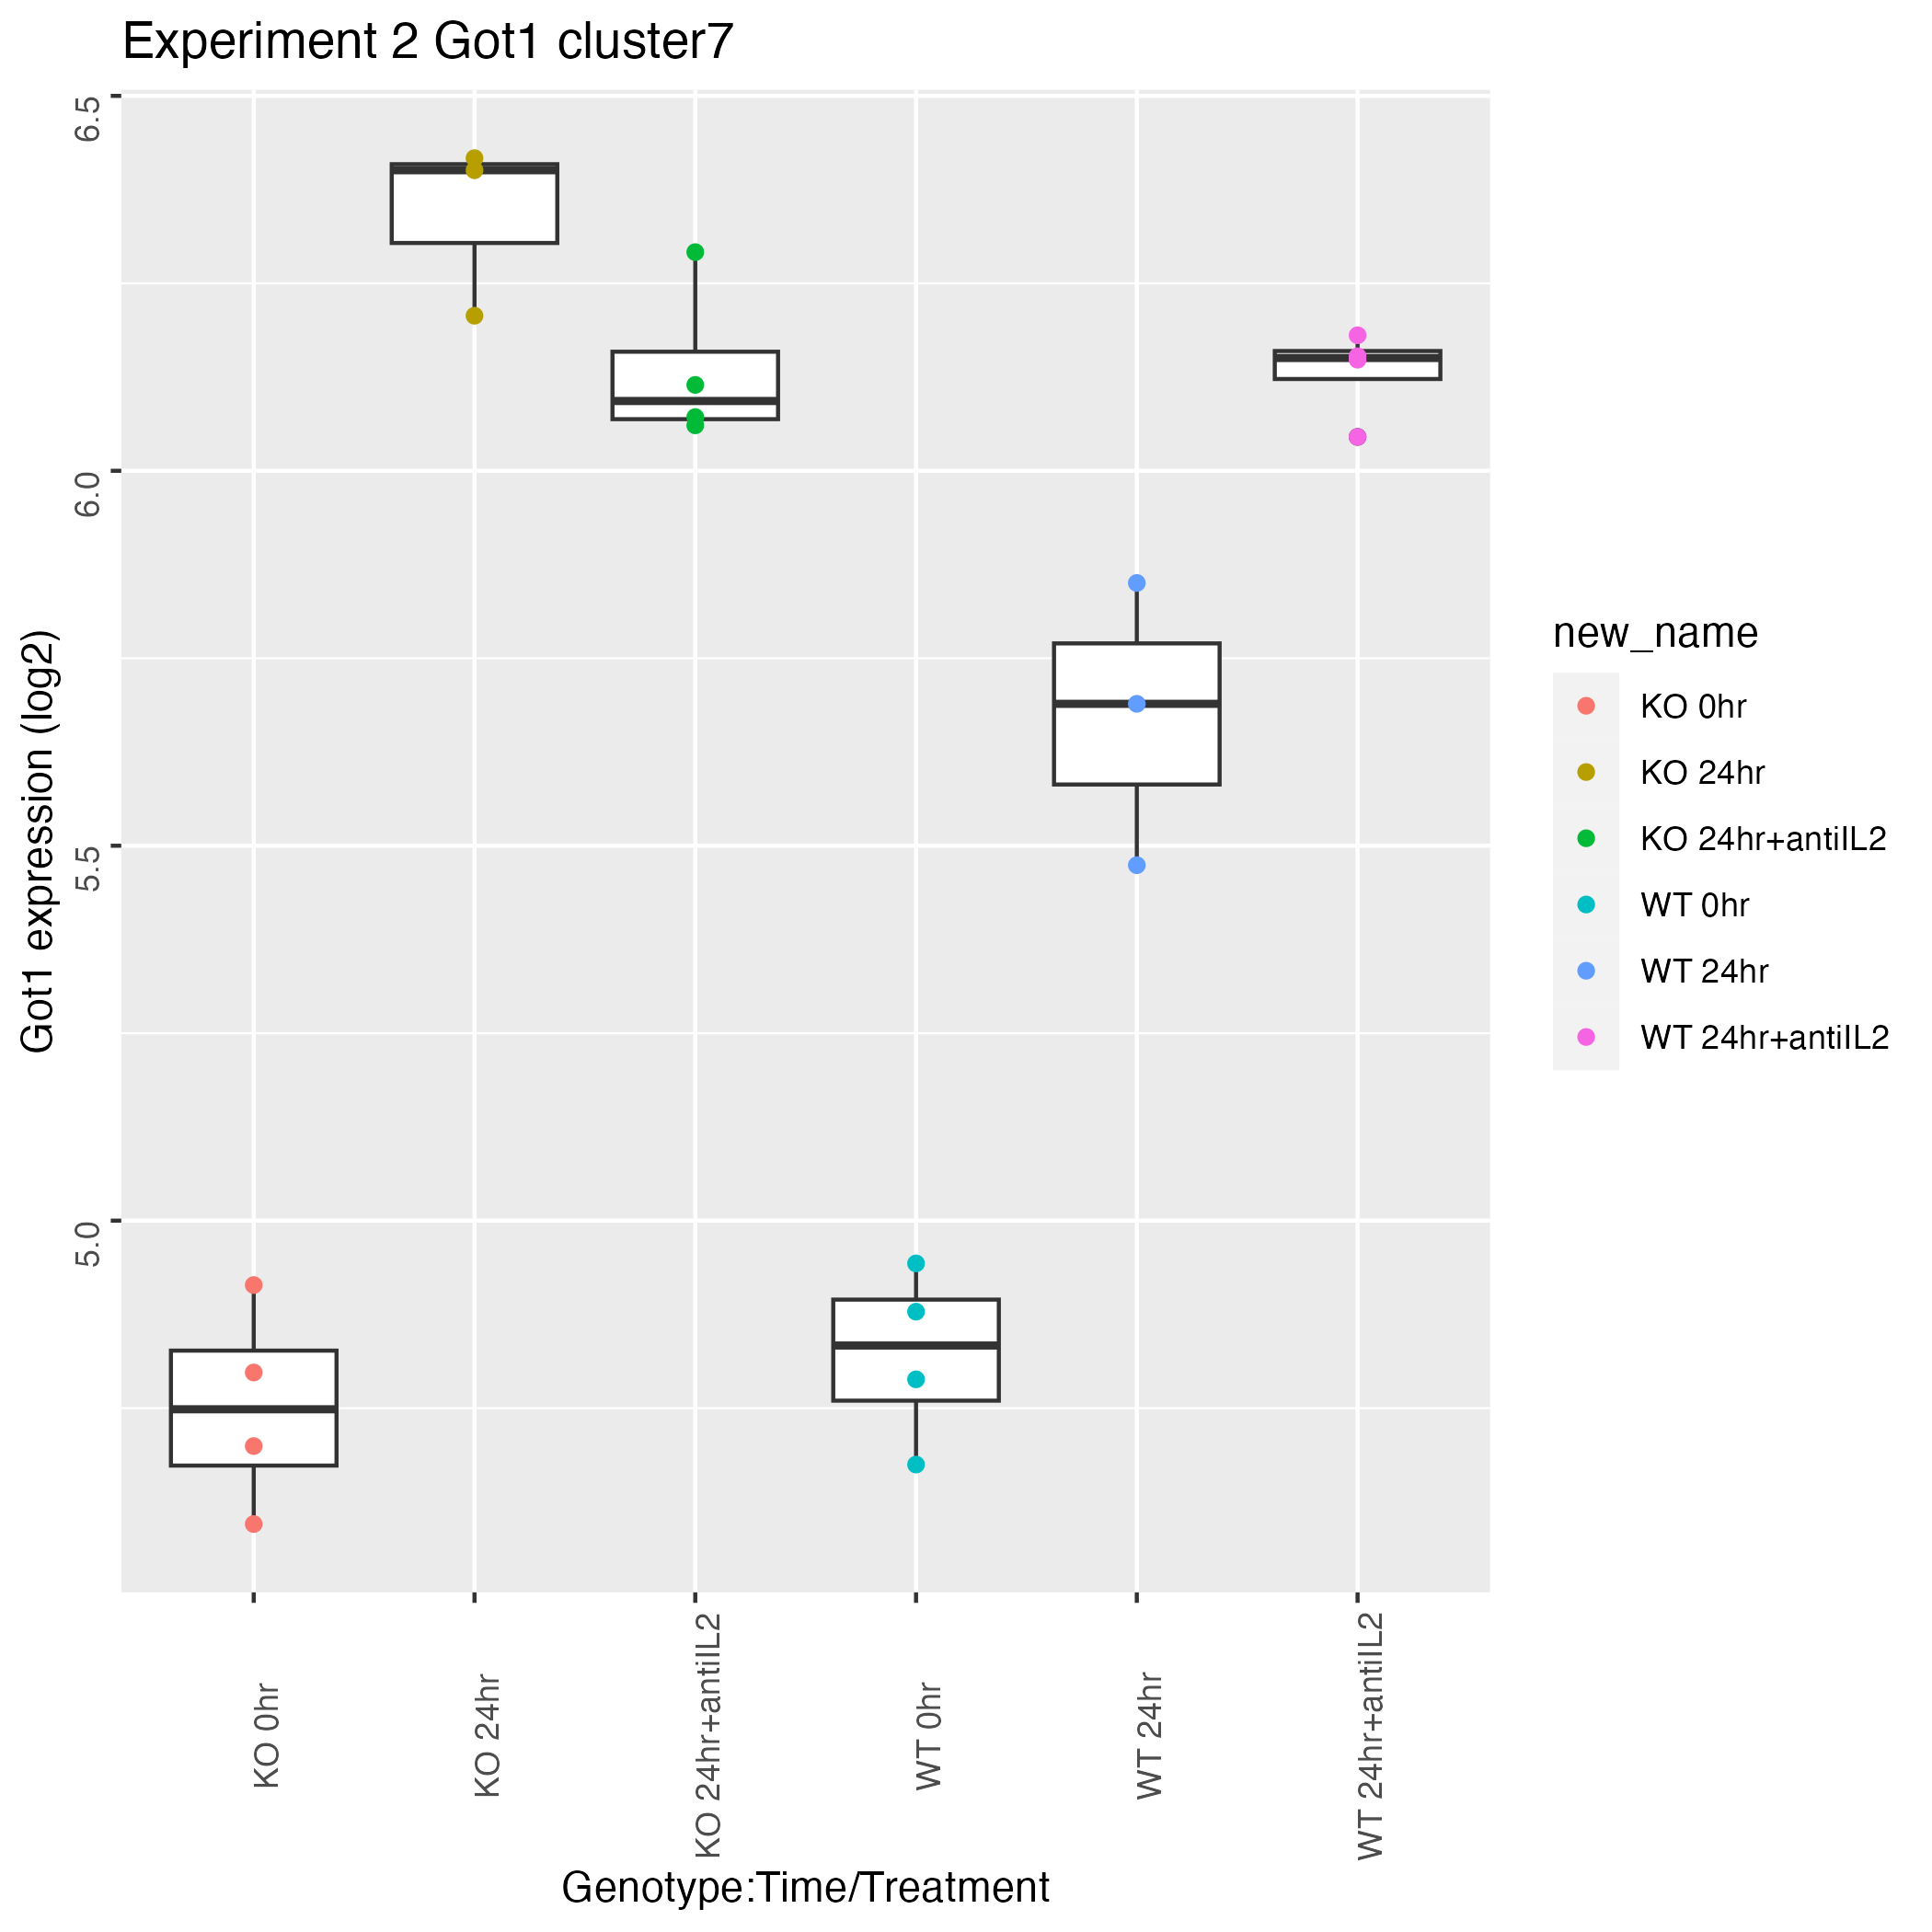 Experiment 2 Got1 cluster7
Got1 expression (log2)
6.5
6.0
5.5
5.0
KO 0hr
KO 24hr
KO 24hr+antiIL2
WT 0hr
WT 24hr
WT 24hr+antiIL2
Genotype:Time/Treatment
new_name
KO 0hr
KO 24hr
KO 24hr+antiIL2
WT 0hr
WT 24hr
WT 24hr+antiIL2